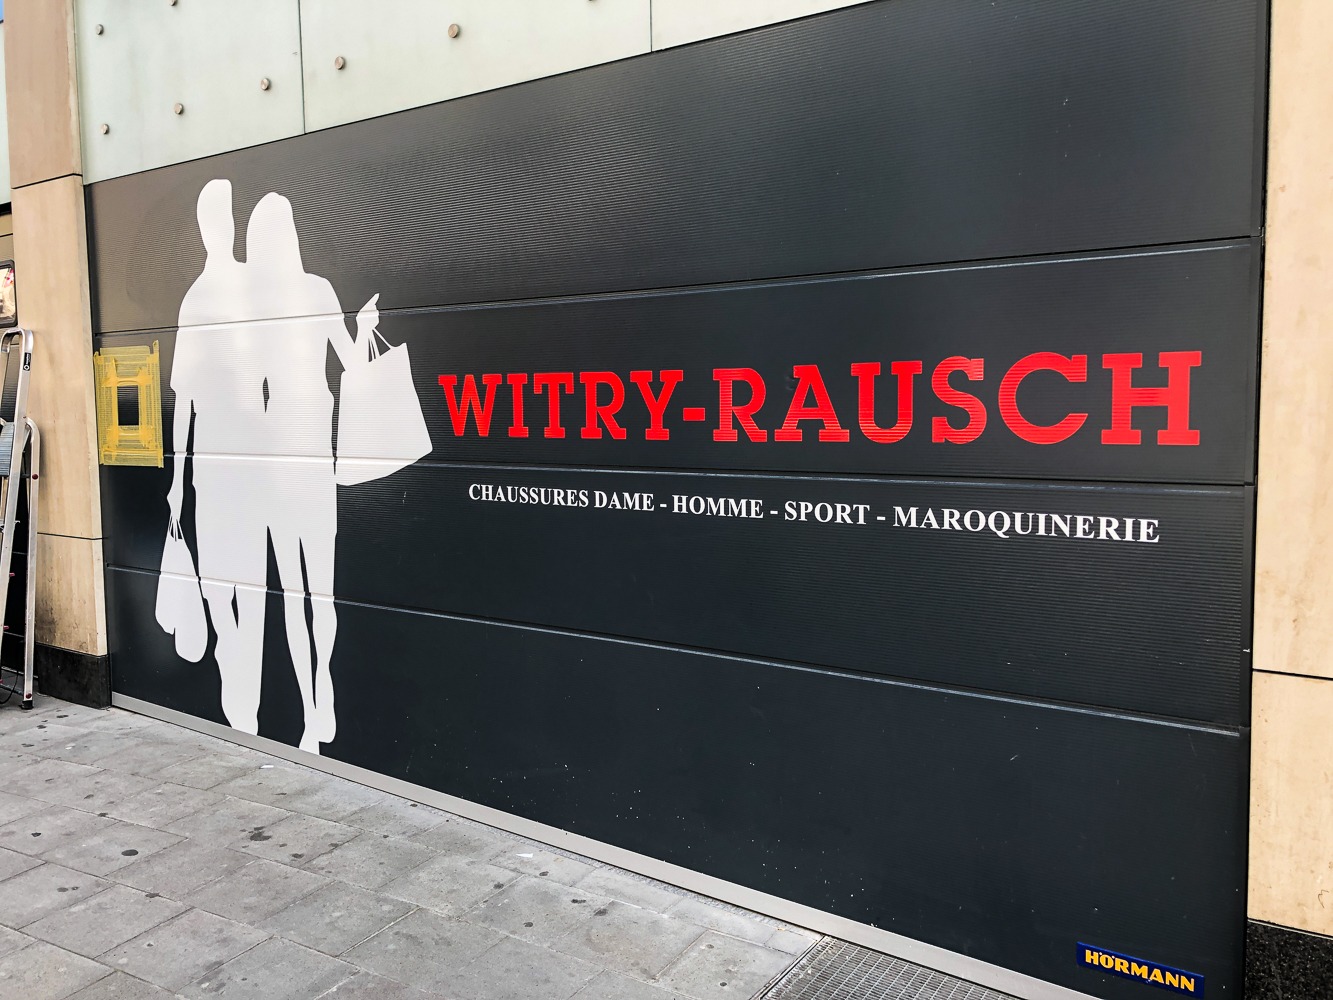 WITRY-RAUSCH
CHAUSSURES DAME - HOMME - SPORT - MAROQUINERIE
HÖRMANN